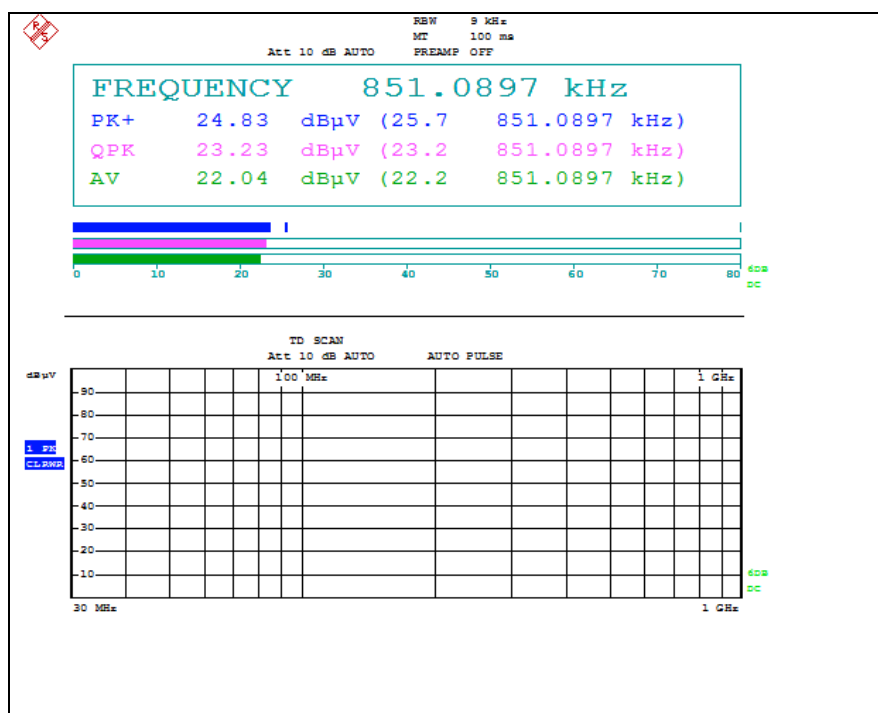 R S
RBW 9 kHz
MT 100 ms
Att 10 dB AUTO PREAMP OFF
FREQUENCY 851.0897 kHz
PK+ 24.83 dBµV (25.7 851.0897 kHz)
QPK 23.23 dBµV (23.2 851.0897 kHz)
AV 22.04 dBµV (22.2 851.0897 kHz)
0 10 20 30 40 50 60 70 80
6DB
DC
TD SCAN
Att 10 dB AUTO AUTO PULSE
dBµV
100 MHz 1 GHz
90
80
70
1 PK
CLRWR
60
50
40
30
20
10
6DB
DC
30 MHz 1 GHz